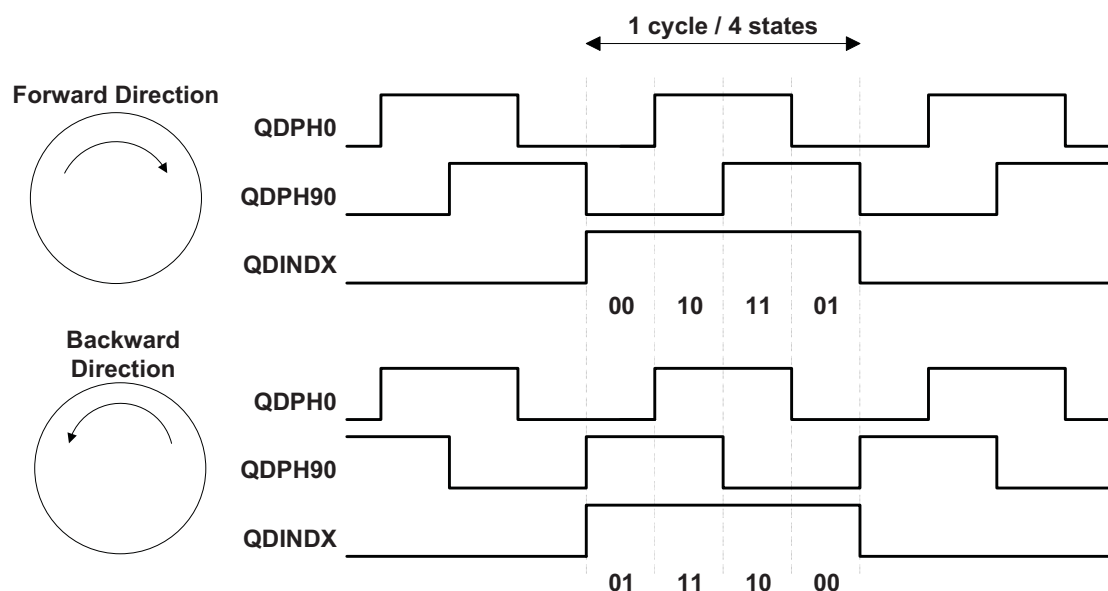 1 cycle / 4 states
Forward Direction
QDPH0
QDPH90
QDINDX
00 10 11 01
Backward
Direction
QDPH0
QDPH90
QDINDX
01 11 10 00